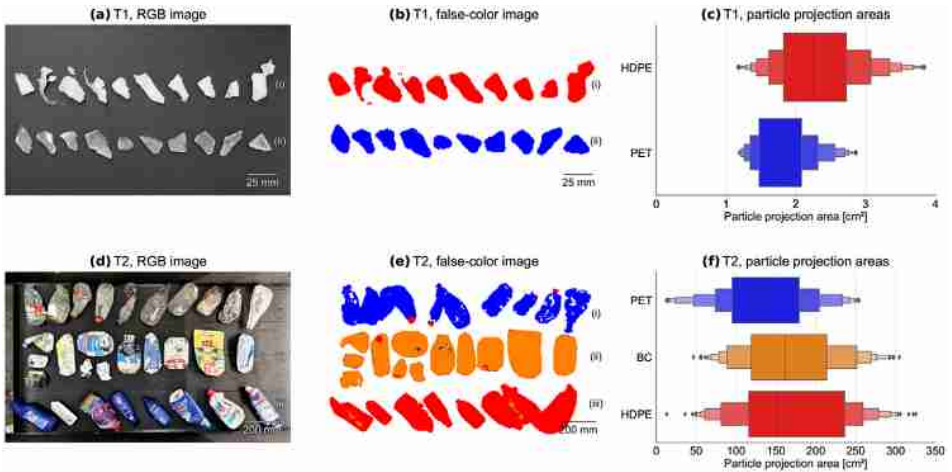 (a) T1, RGB image
(b) T1, false-color image
(c) T1, particle projection areas
(i)
(ii)
25 mm
(i)
(ii)
25 mm
HDPE
PET
0 1 2 3 4
Particle projection area [cm²]
(d) T2, RGB image
(e) T2, false-color image
(f) T2, particle projection areas
200 mm
(i)
(ii)
(iii)
200 mm
PET
BC
HDPE
0 50 100 150 200 250 300 350
Particle projection area [cm²]